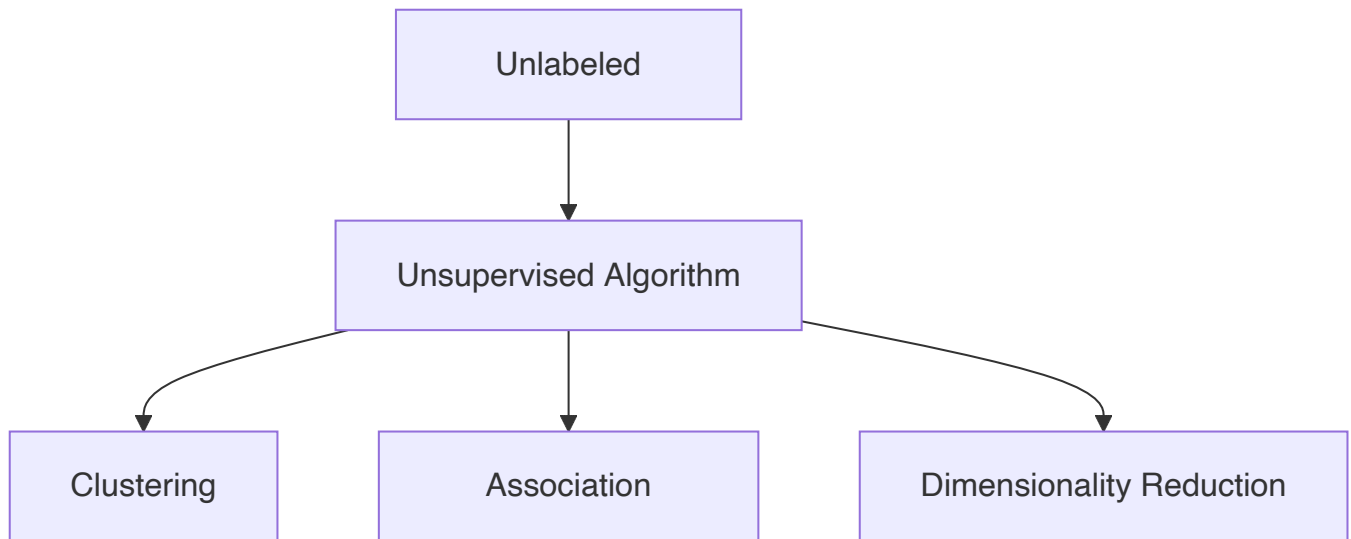 Unlabeled
Unsupervised Algorithm
Clustering
Association
Dimensionality Reduction